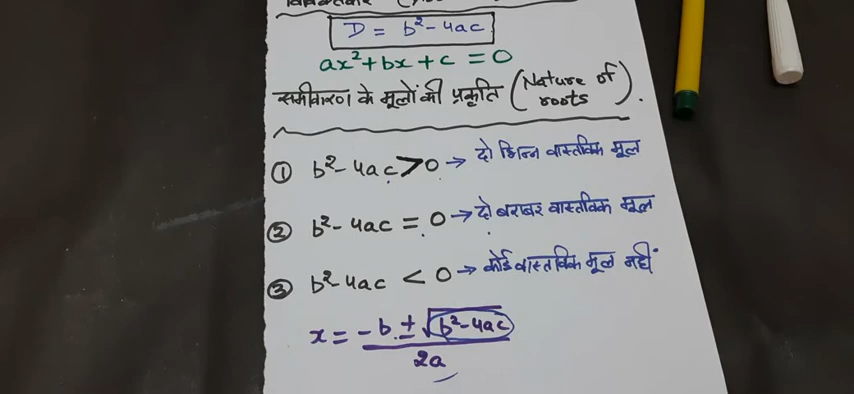 D = b²-4ac
ax²+bx+c = 0
समीकरण के मूलों की प्रकृति (Nature of roots).
① b²-4ac > 0 → दो भिन्न वास्तविक मूल
② b²-4ac = 0 → दो बराबर वास्तविक मूल
③ b²-4ac < 0 → कोई वास्तविक मूल नहीं
x = -b ± √b²-4ac
2a